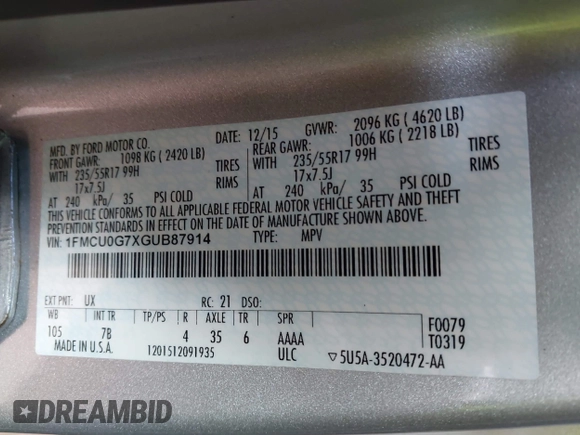 MFD. BY FORD MOTOR CO. DATE: 12/15 GVWR: 2096 KG ( 4620 LB)
FRONT GAWR: 1098 KG ( 2420 LB) REAR GAWR: 1006 KG ( 2218 LB)
WITH 235/55R17 99H TIRES WITH 235/55R17 99H TIRES
17x7.5J RIMS 17x7.5J RIMS
AT 240 kPa/ 35 PSI COLD AT 240 kPa/ 35 PSI COLD
THIS VEHICLE CONFORMS TO ALL APPLICABLE FEDERAL MOTOR VEHICLE SAFETY AND THEFT
PREVENTION STANDARDS IN EFFECT ON THE DATE OF MANUFACTURE SHOWN ABOVE.
VIN: 1FMCU0G7XGUB87914 TYPE: MPV
EXT PNT: UX RC: 21 DSO:
WB INT TR TP/PS R AXLE TR SPR F0079
105 7B 4 35 6 AAAA T0319
MADE IN U.S.A. 1201512091935 ULC ▽5U5A-3520472-AA
DREAMBID